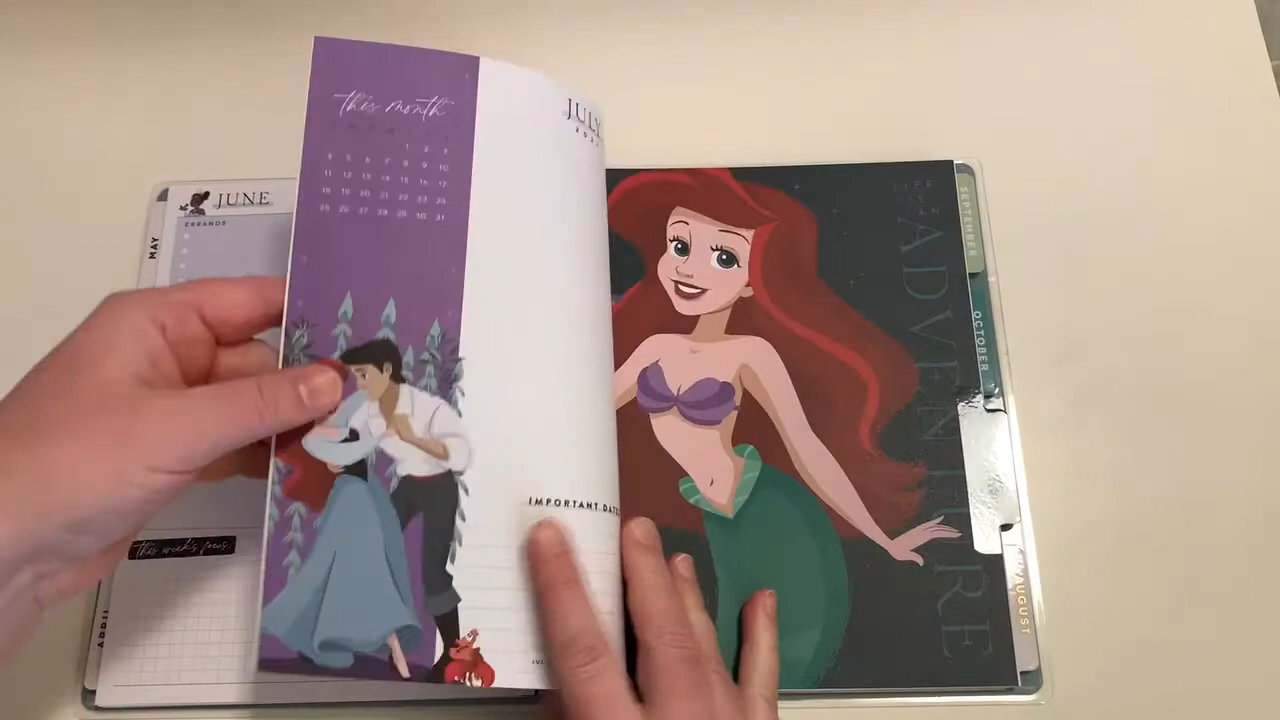 MAY
JUNE
ERRANDS
this week's focus
APRIL
this month
1 2 3
4 5 6 7 8 9 10
11 12 13 14 15 16 17
18 19 20 21 22 23 24
25 26 27 28 29 30 31
JULY
IMPORTANT DATES
LIFE
IS
AN
ADVENTURE
SEPTEMBER
OCTOBER
AUGUST